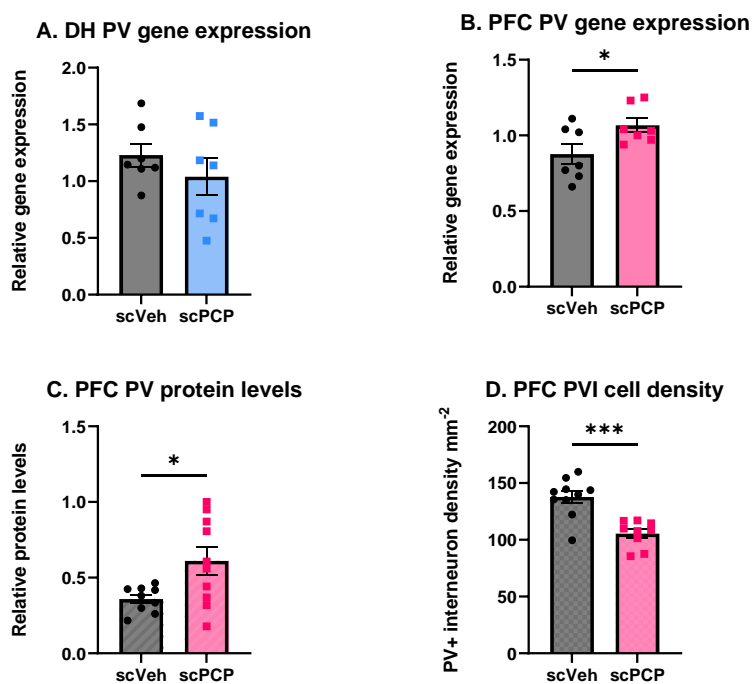 A. DH PV gene expression
Relative gene expression
2.0
1.5
1.0
0.5
0.0
scVeh scPCP
B. PFC PV gene expression
Relative gene expression
1.5
1.0
0.5
0.0
*
scVeh scPCP
C. PFC PV protein levels
Relative protein levels
1.5
1.0
0.5
0.0
*
scVeh scPCP
D. PFC PVI cell density
PV+ interneuron density mm-2
200
150
100
50
0
***
scVeh scPCP